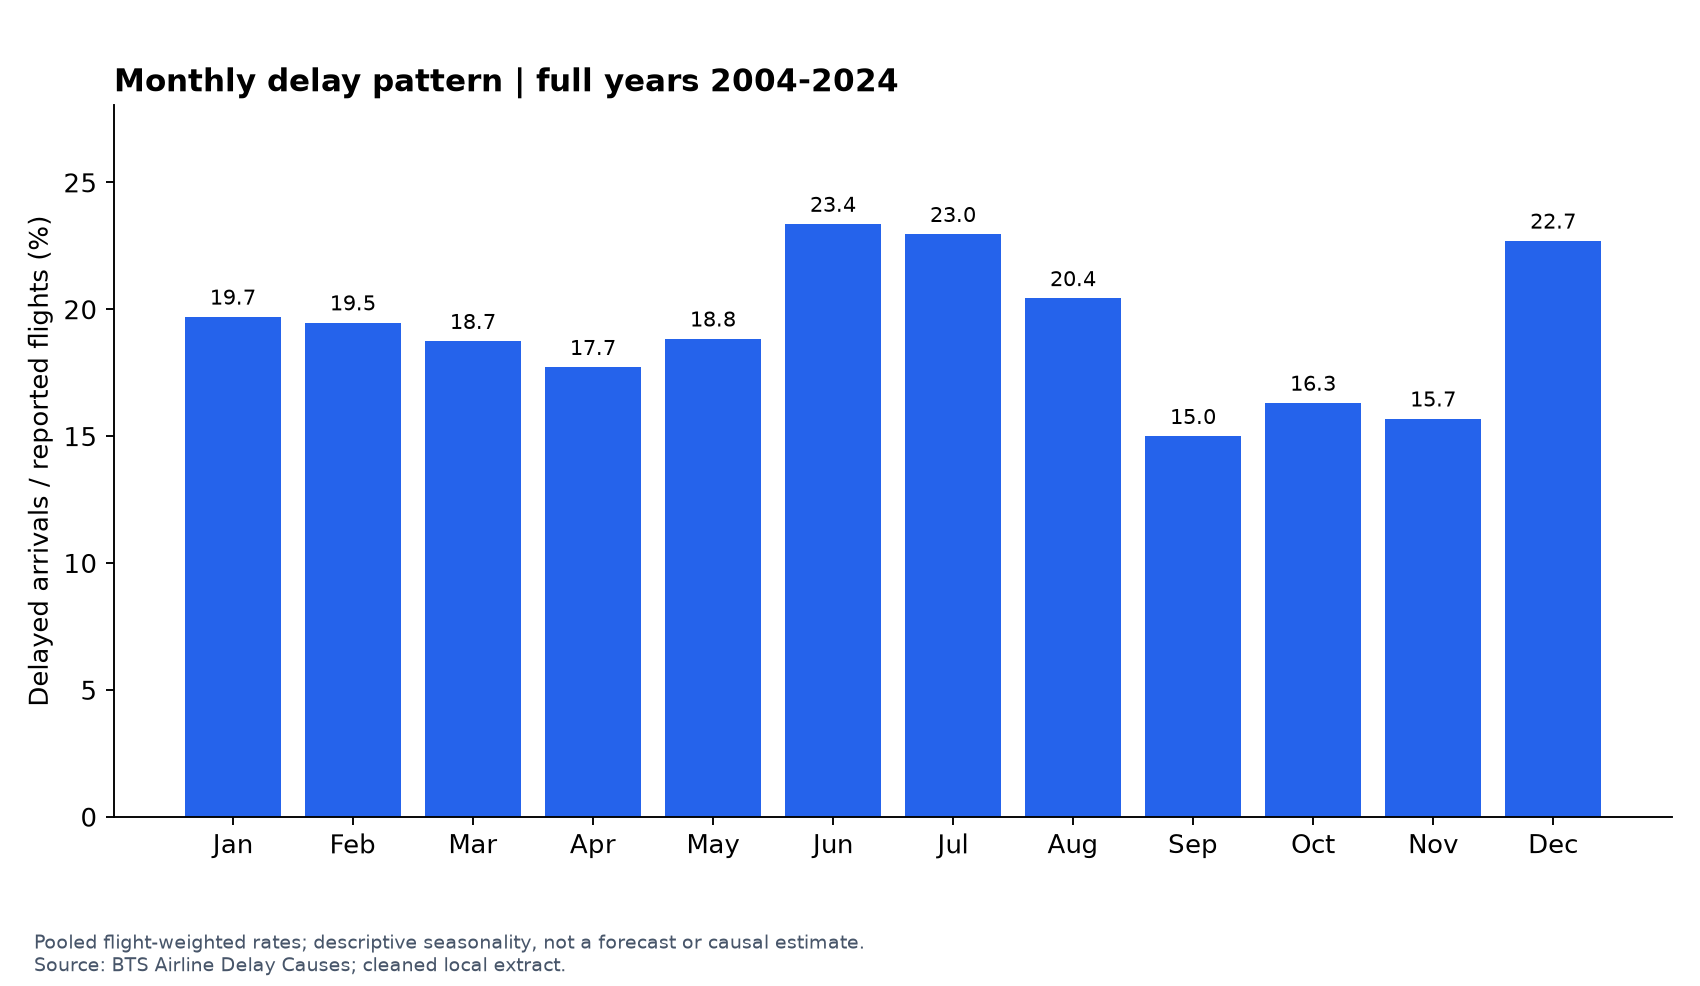 Monthly delay pattern | full years 2004-2024
Delayed arrivals / reported flights (%)
25
20
15
10
5
0
19.7
19.5
18.7
17.7
18.8
23.4
23.0
20.4
15.0
16.3
15.7
22.7
Jan
Feb
Mar
Apr
May
Jun
Jul
Aug
Sep
Oct
Nov
Dec
Pooled flight-weighted rates; descriptive seasonality, not a forecast or causal estimate.
Source: BTS Airline Delay Causes; cleaned local extract.